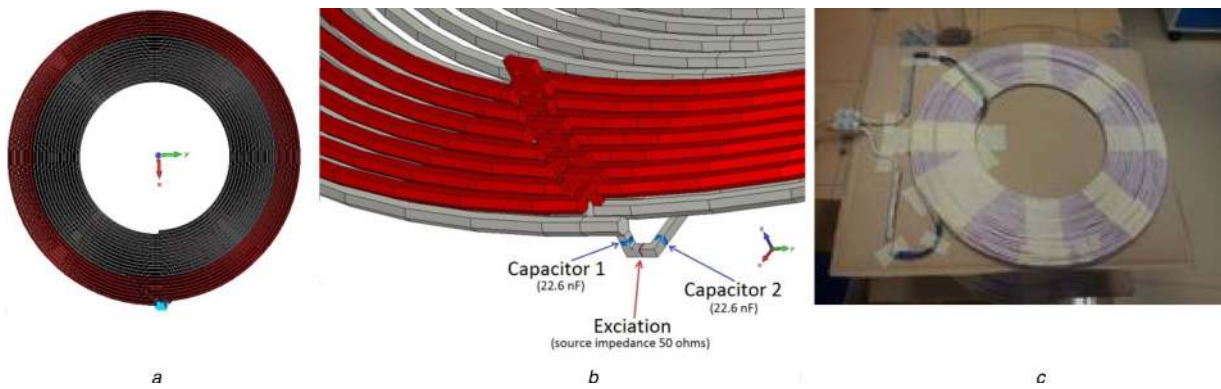 y
x
Capacitor 1
(22.6 nF)
Capacitor 2
(22.6 nF)
Exciation
(source impedance 50 ohms)
a
b
c